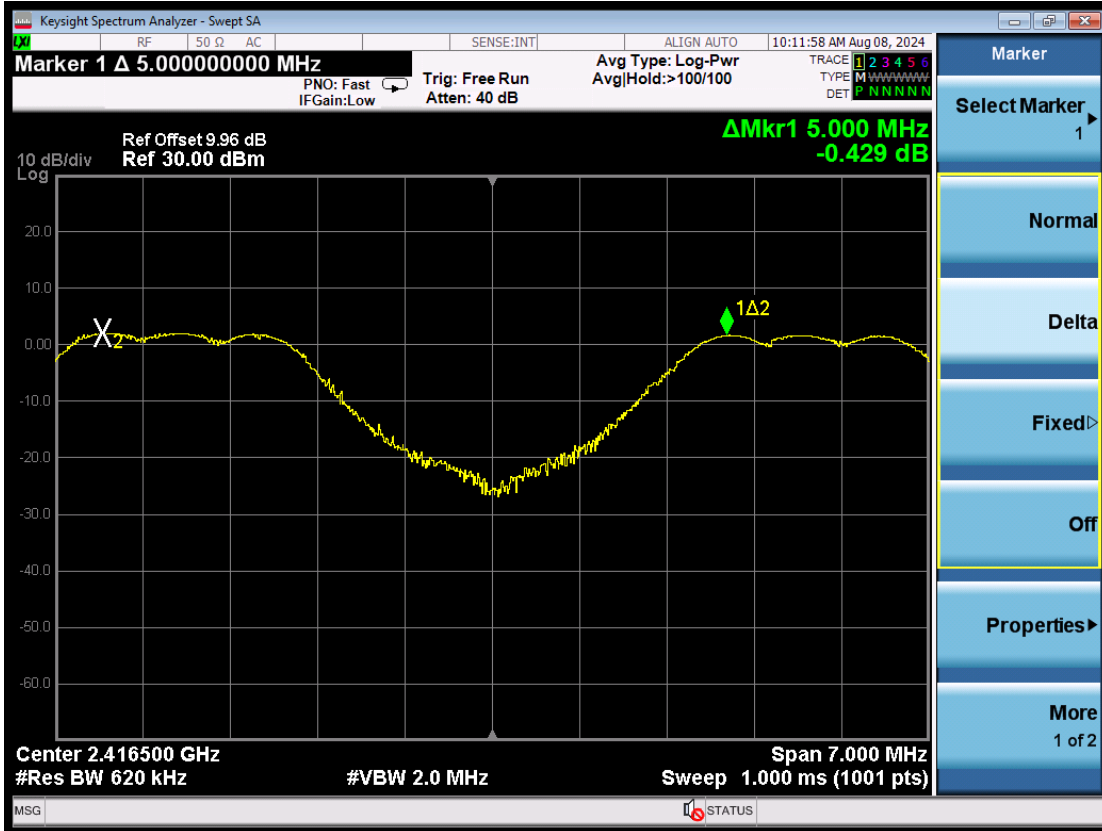 Keysight Spectrum Analyzer - Swept SA
LXI RF 50 Ω AC SENSE:INT ALIGN AUTO 10:11:58 AM Aug 08, 2024
Marker 1 Δ 5.000000000 MHz
PNO: Fast
IFGain:Low
Trig: Free Run
Atten: 40 dB
Avg Type: Log-Pwr
Avg|Hold:>100/100
TRACE 1 2 3 4 5 6
TYPE M WWWWW
DET P N N N N N
ΔMkr1 5.000 MHz
-0.429 dB
Ref Offset 9.96 dB
10 dB/div Ref 30.00 dBm
Log
20.0
10.0
0.00
-10.0
-20.0
-30.0
-40.0
-50.0
-60.0
X2
1Δ2
Center 2.416500 GHz Span 7.000 MHz
#Res BW 620 kHz #VBW 2.0 MHz Sweep 1.000 ms (1001 pts)
MSG STATUS
Marker
Select Marker
1
Normal
Delta
Fixed
Off
Properties
More
1 of 2